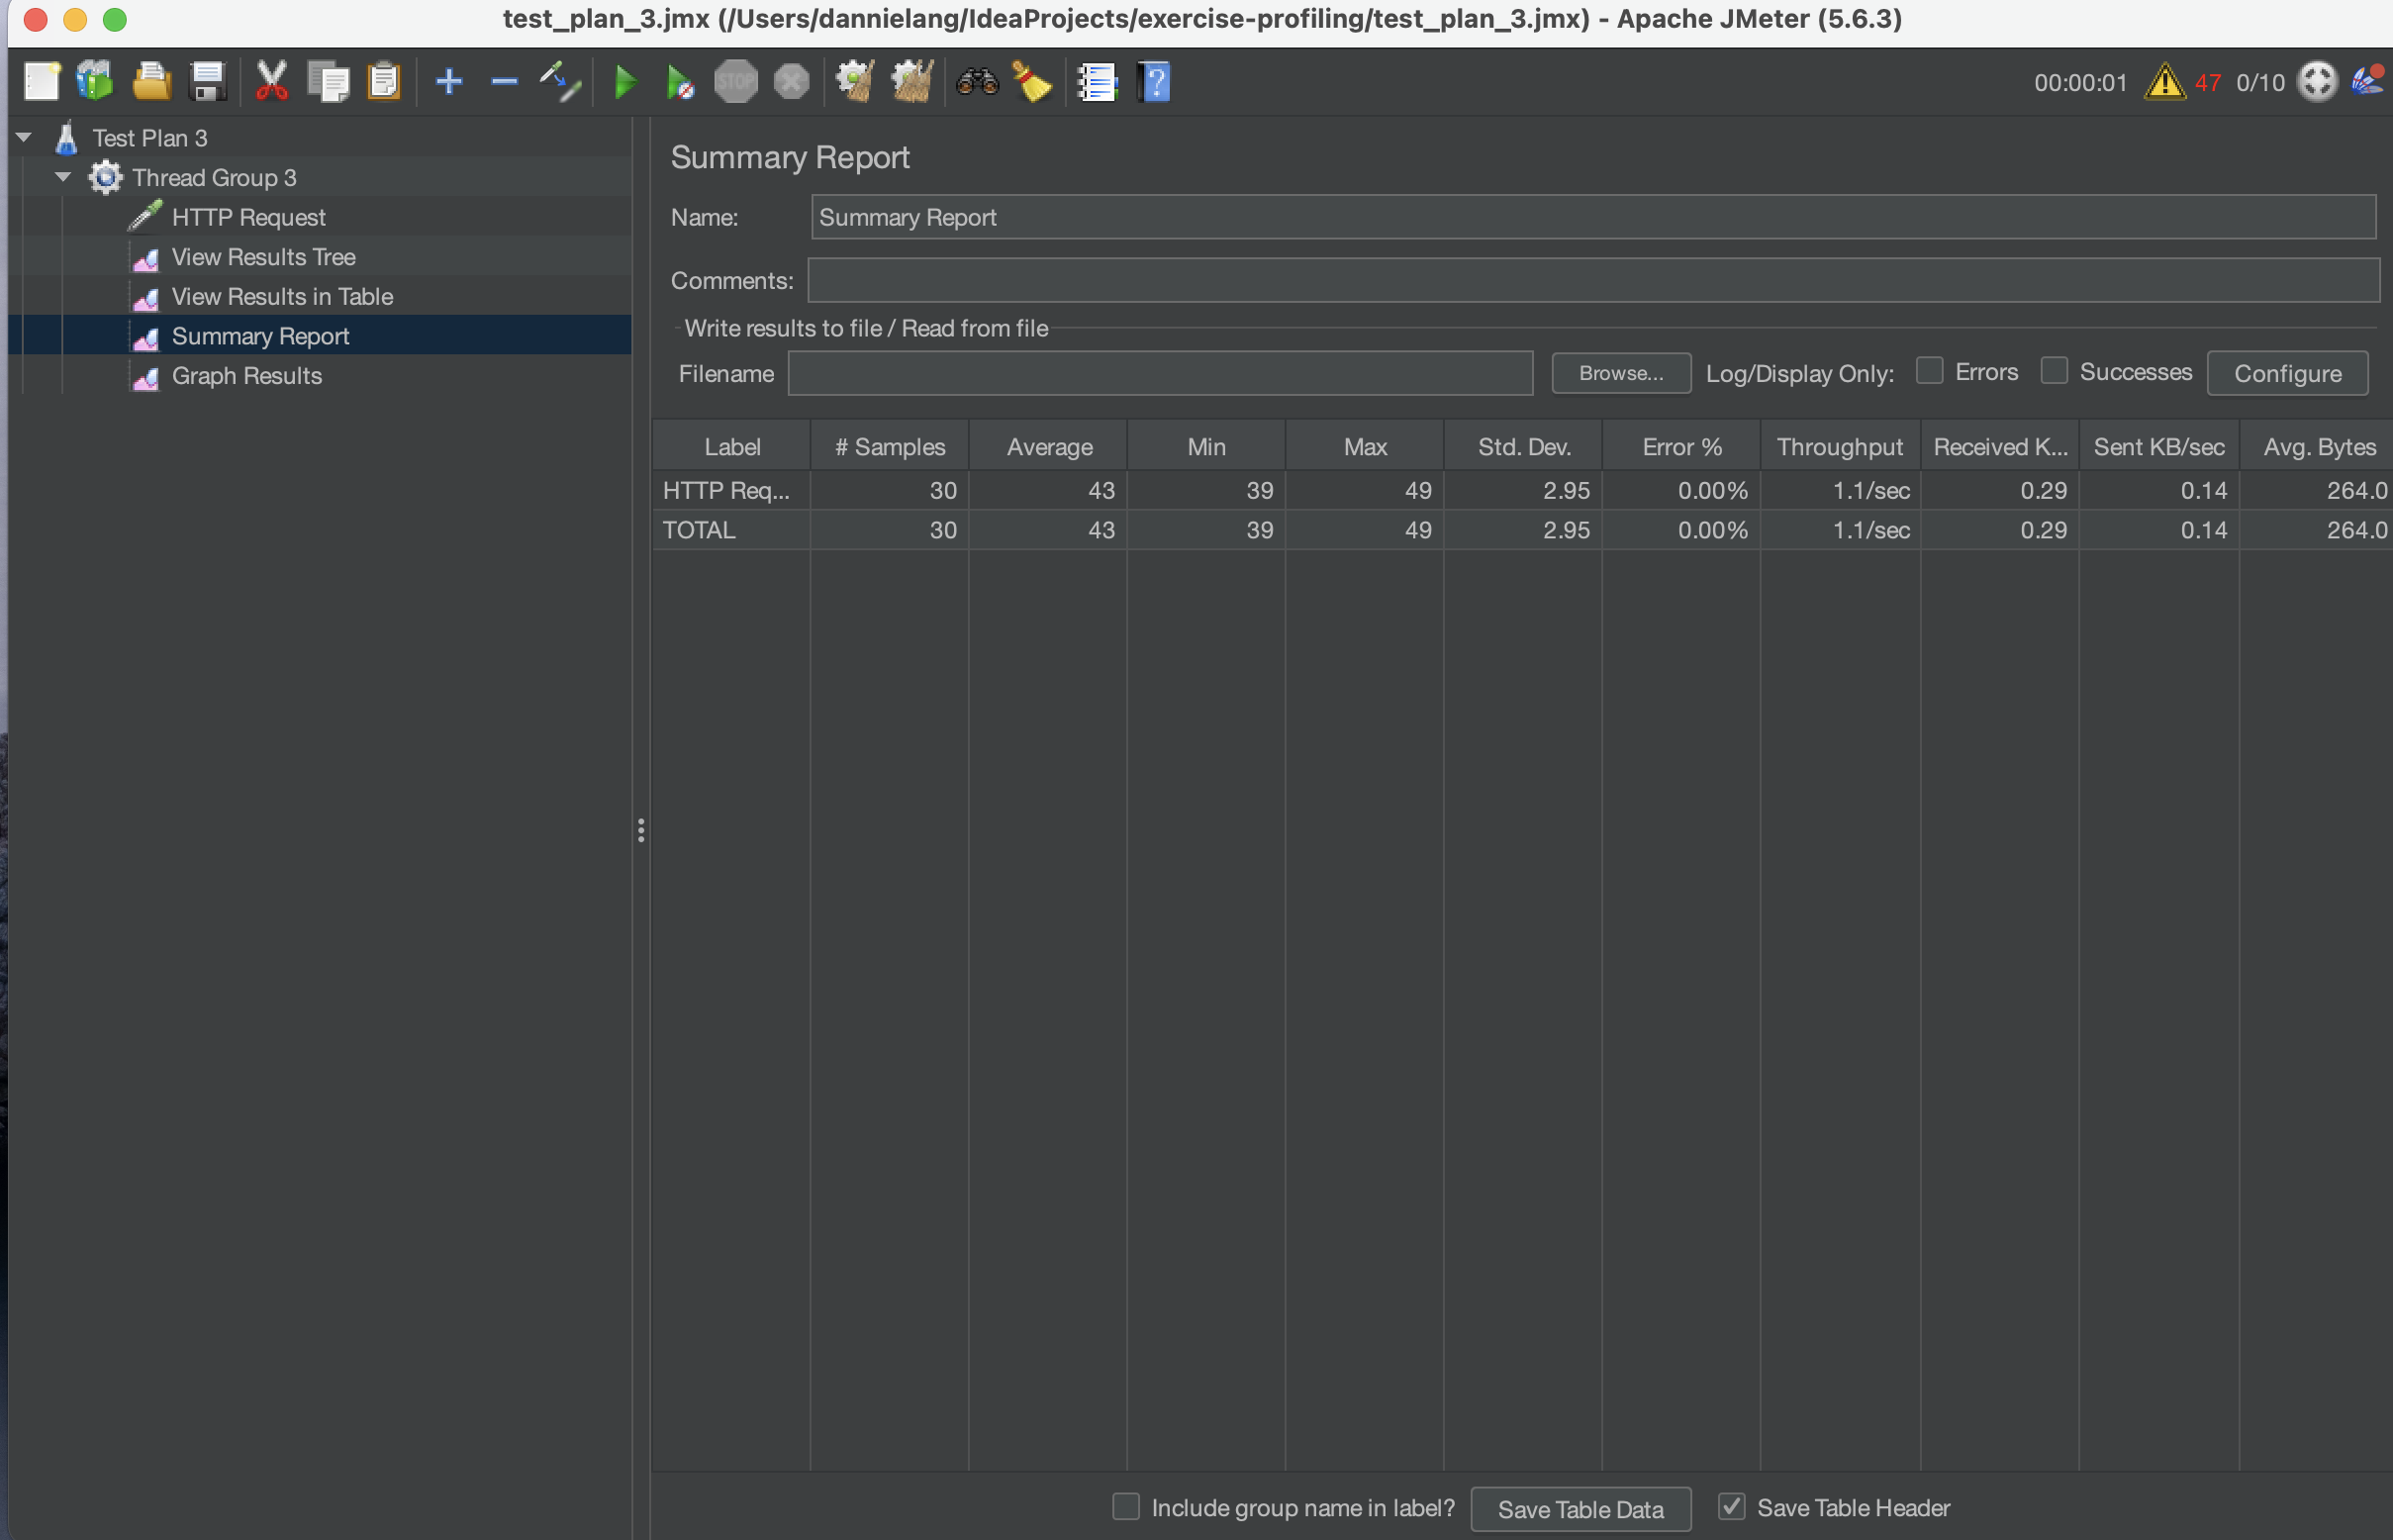 test_plan_3.jmx (/Users/dannielang/IdeaProjects/exercise-profiling/test_plan_3.jmx) - Apache JMeter (5.6.3)
STOP
?
00:00:01 47 0/10
Test Plan 3
Thread Group 3
HTTP Request
View Results Tree
View Results in Table
Summary Report
Graph Results
Summary Report
Name: Summary Report
Comments:
Write results to file / Read from file
Filename Browse... Log/Display Only: Errors Successes Configure
Label # Samples Average Min Max Std. Dev. Error % Throughput Received K... Sent KB/sec Avg. Bytes
HTTP Req... 30 43 39 49 2.95 0.00% 1.1/sec 0.29 0.14 264.0
TOTAL 30 43 39 49 2.95 0.00% 1.1/sec 0.29 0.14 264.0
Include group name in label? Save Table Data Save Table Header